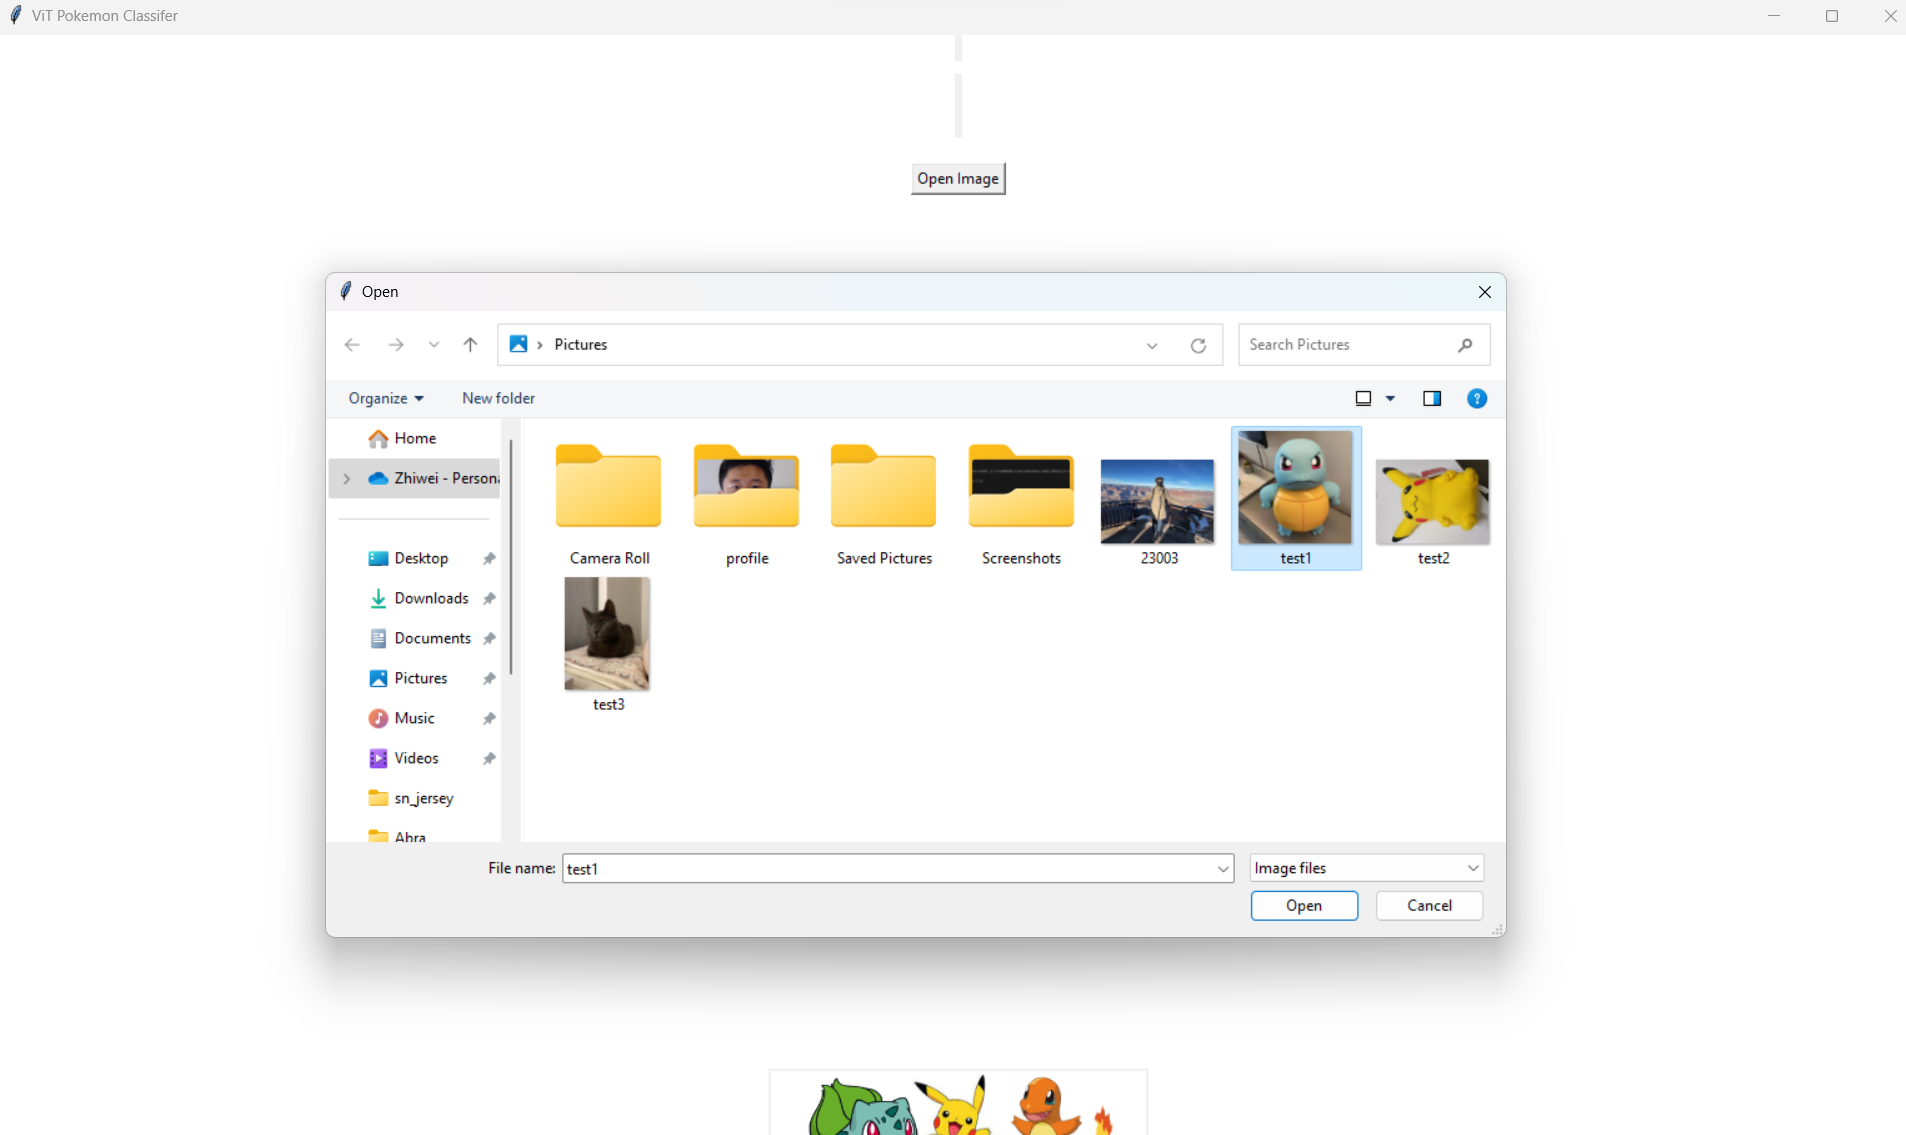 ViT Pokemon Classifer
Open Image
Open
Pictures
Search Pictures
Organize
New folder
Home
Zhiwei - Persona
Desktop
Downloads
Documents
Pictures
Music
Videos
sn_jersey
Abra
Camera Roll
profile
Saved Pictures
Screenshots
23003
test1
test2
test3
File name:
test1
Image files
Open
Cancel